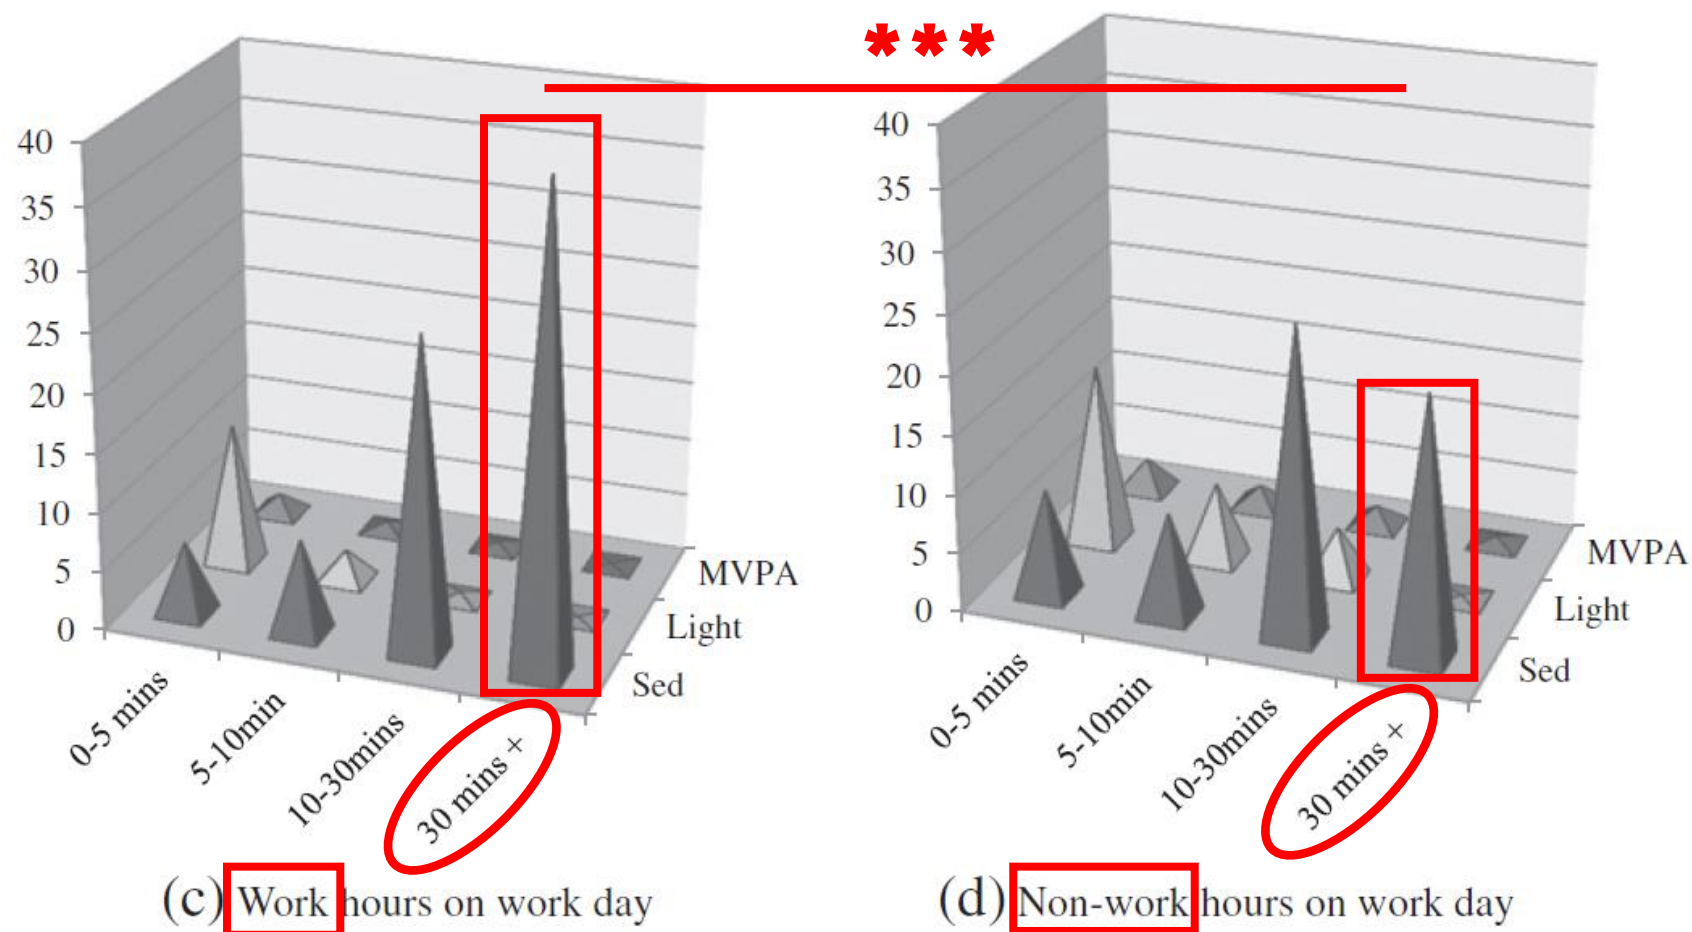 ***
40
35
30
25
20
15
10
5
0
0-5 mins
5-10min
10-30mins
30 mins +
MVPA
Light
Sed
(c) Work hours on work day
40
35
30
25
20
15
10
5
0
0-5 mins
5-10min
10-30mins
30 mins +
MVPA
Light
Sed
(d) Non-work hours on work day